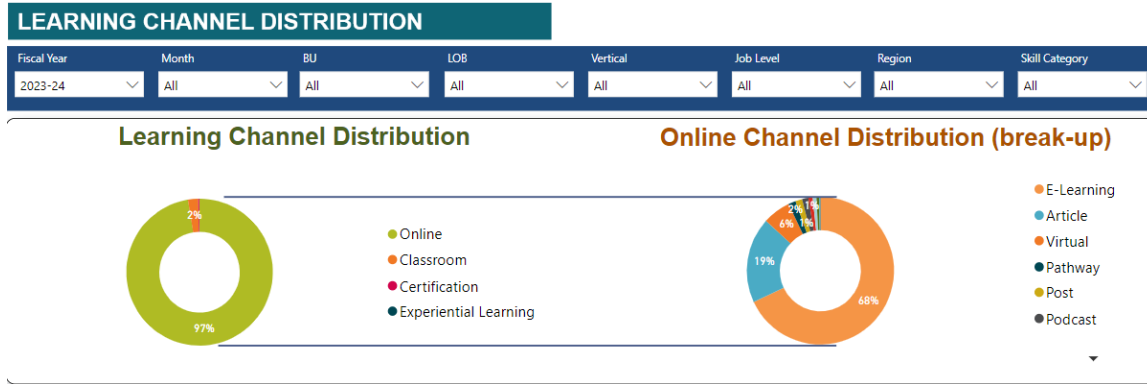 LEARNING CHANNEL DISTRIBUTION
Fiscal Year Month BU LOB Vertical Job Level Region Skill Category
2023-24 All All All All All All All
Learning Channel Distribution
Online Channel Distribution (break-up)
2%
97%
Online
Classroom
Certification
Experiential Learning
2% 1%
6% 1%
19%
68%
E-Learning
Article
Virtual
Pathway
Post
Podcast